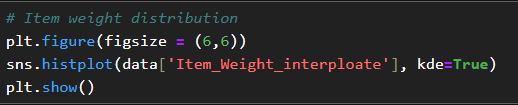 # Item weight distribution
plt.figure(figsize = (6,6))
sns.histplot(data['Item_Weight_interploate'], kde=True)
plt.show()